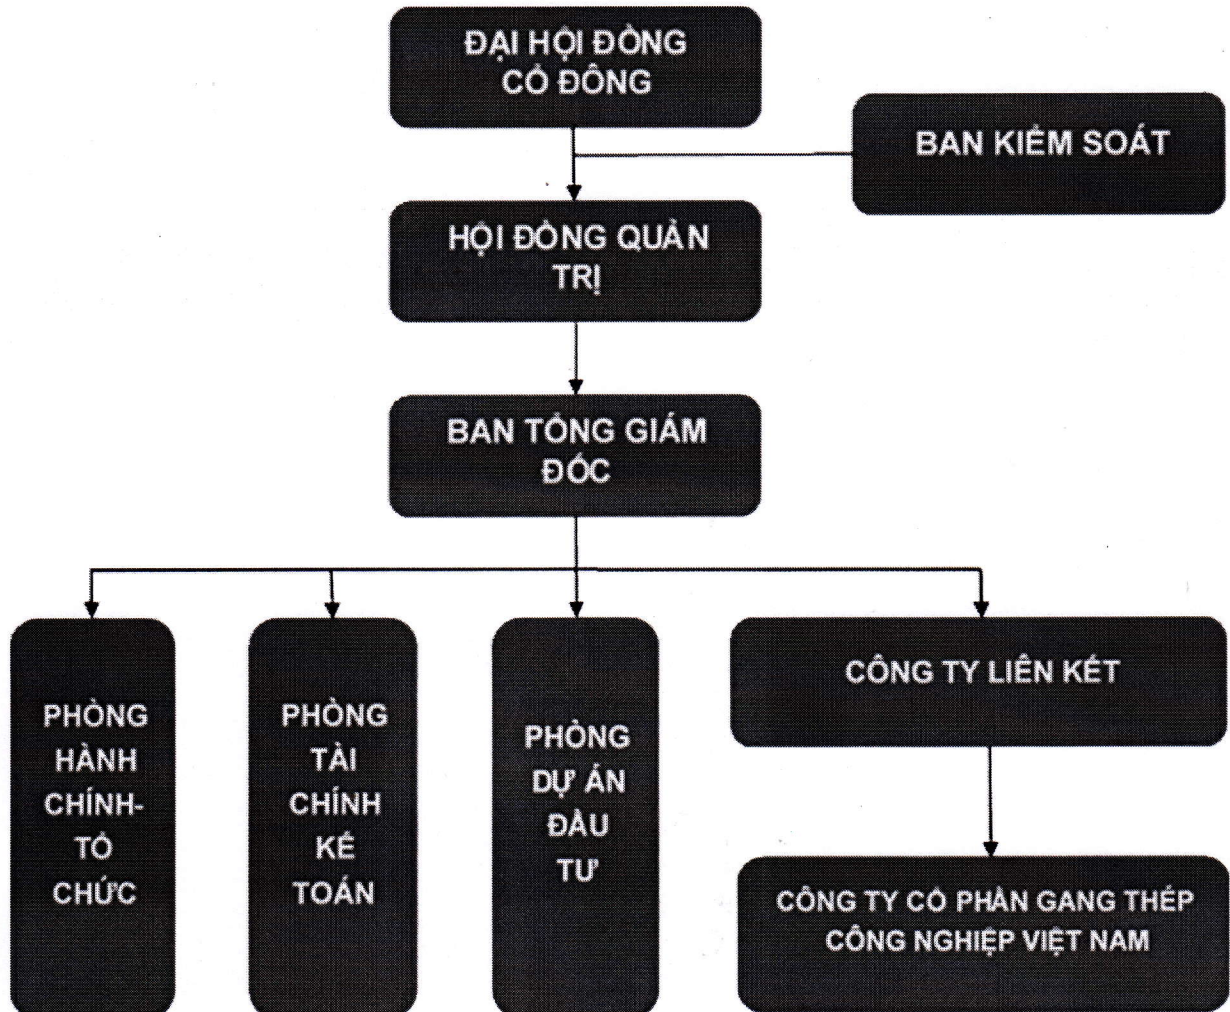 ĐẠI HỘI ĐỒNG
CỔ ĐÔNG
BAN KIỂM SOÁT
HỘI ĐỒNG QUẢN
TRỊ
BAN TỔNG GIÁM
ĐỐC
PHÒNG
HÀNH
CHÍNH-
TỔ
CHỨC
PHÒNG
TÀI
CHÍNH
KẾ
TOÁN
PHÒNG
DỰ ÁN
ĐẦU
TƯ
CÔNG TY LIÊN KẾT
CÔNG TY CỔ PHẦN GANG THÉP
CÔNG NGHIỆP VIỆT NAM